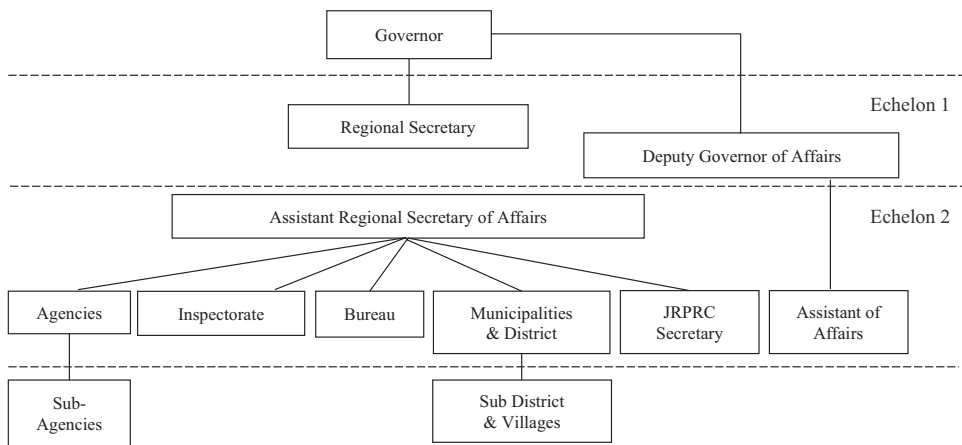 Governor
Echelon 1
Regional Secretary
Deputy Governor of Affairs
Assistant Regional Secretary of Affairs
Echelon 2
Agencies
Inspectorate
Bureau
Municipalities
& District
JRPRC
Secretary
Assistant of
Affairs
Sub-
Agencies
Sub District
& Villages